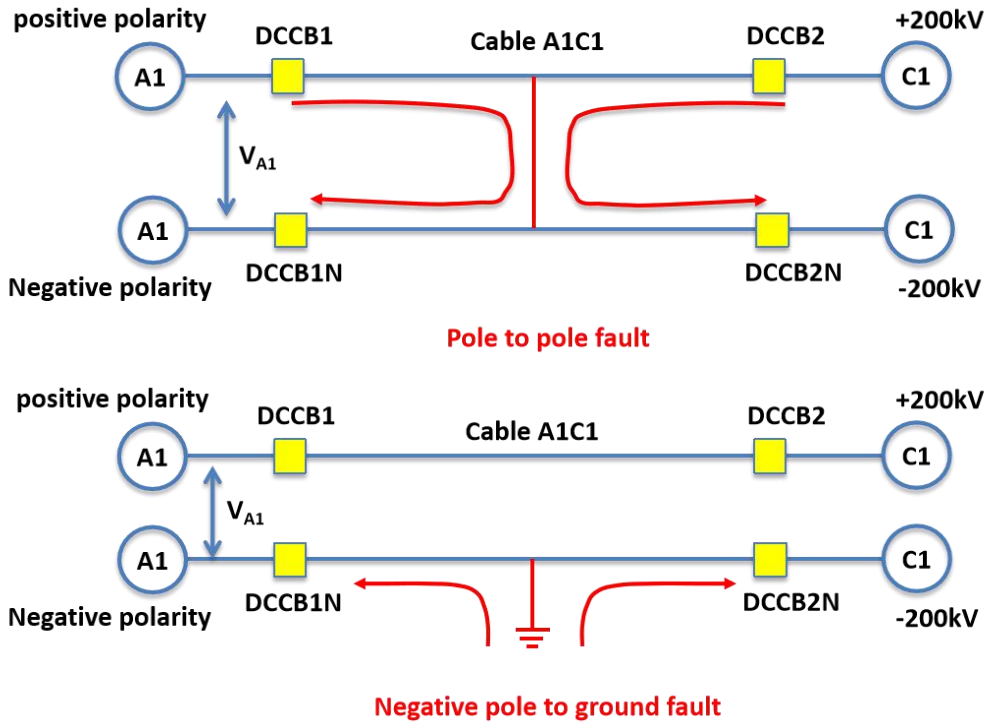 positive polarity
DCCB1
Cable A1C1
DCCB2
+200kV
A1
C1
VA1
A1
C1
DCCB1N
DCCB2N
Negative polarity
-200kV
Pole to pole fault
positive polarity
DCCB1
Cable A1C1
DCCB2
+200kV
A1
C1
VA1
A1
C1
DCCB1N
DCCB2N
Negative polarity
-200kV
Negative pole to ground fault